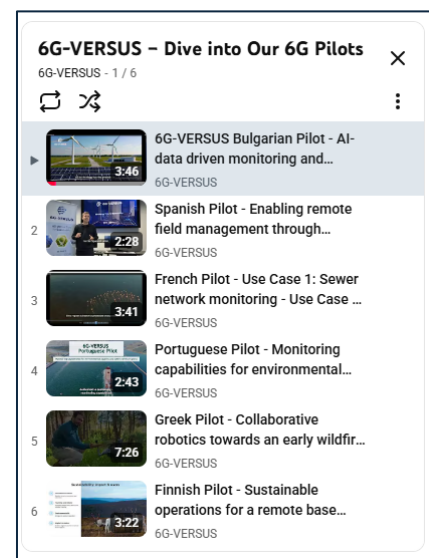 6G-VERSUS – Dive into Our 6G Pilots
6G-VERSUS - 1 / 6
6G-VERSUS Bulgarian Pilot - AI-
data driven monitoring and...
3:46
6G-VERSUS
2
Spanish Pilot - Enabling remote
field management through...
2:28
6G-VERSUS
3
French Pilot - Use Case 1: Sewer
network monitoring - Use Case ...
3:41
6G-VERSUS
4
6G-VERSUS
Portuguese Pilot
Portuguese Pilot - Monitoring
capabilities for environmental...
2:43
6G-VERSUS
5
Greek Pilot - Collaborative
robotics towards an early wildfir...
7:26
6G-VERSUS
6
Finnish Pilot - Sustainable
operations for a remote base...
3:22
6G-VERSUS